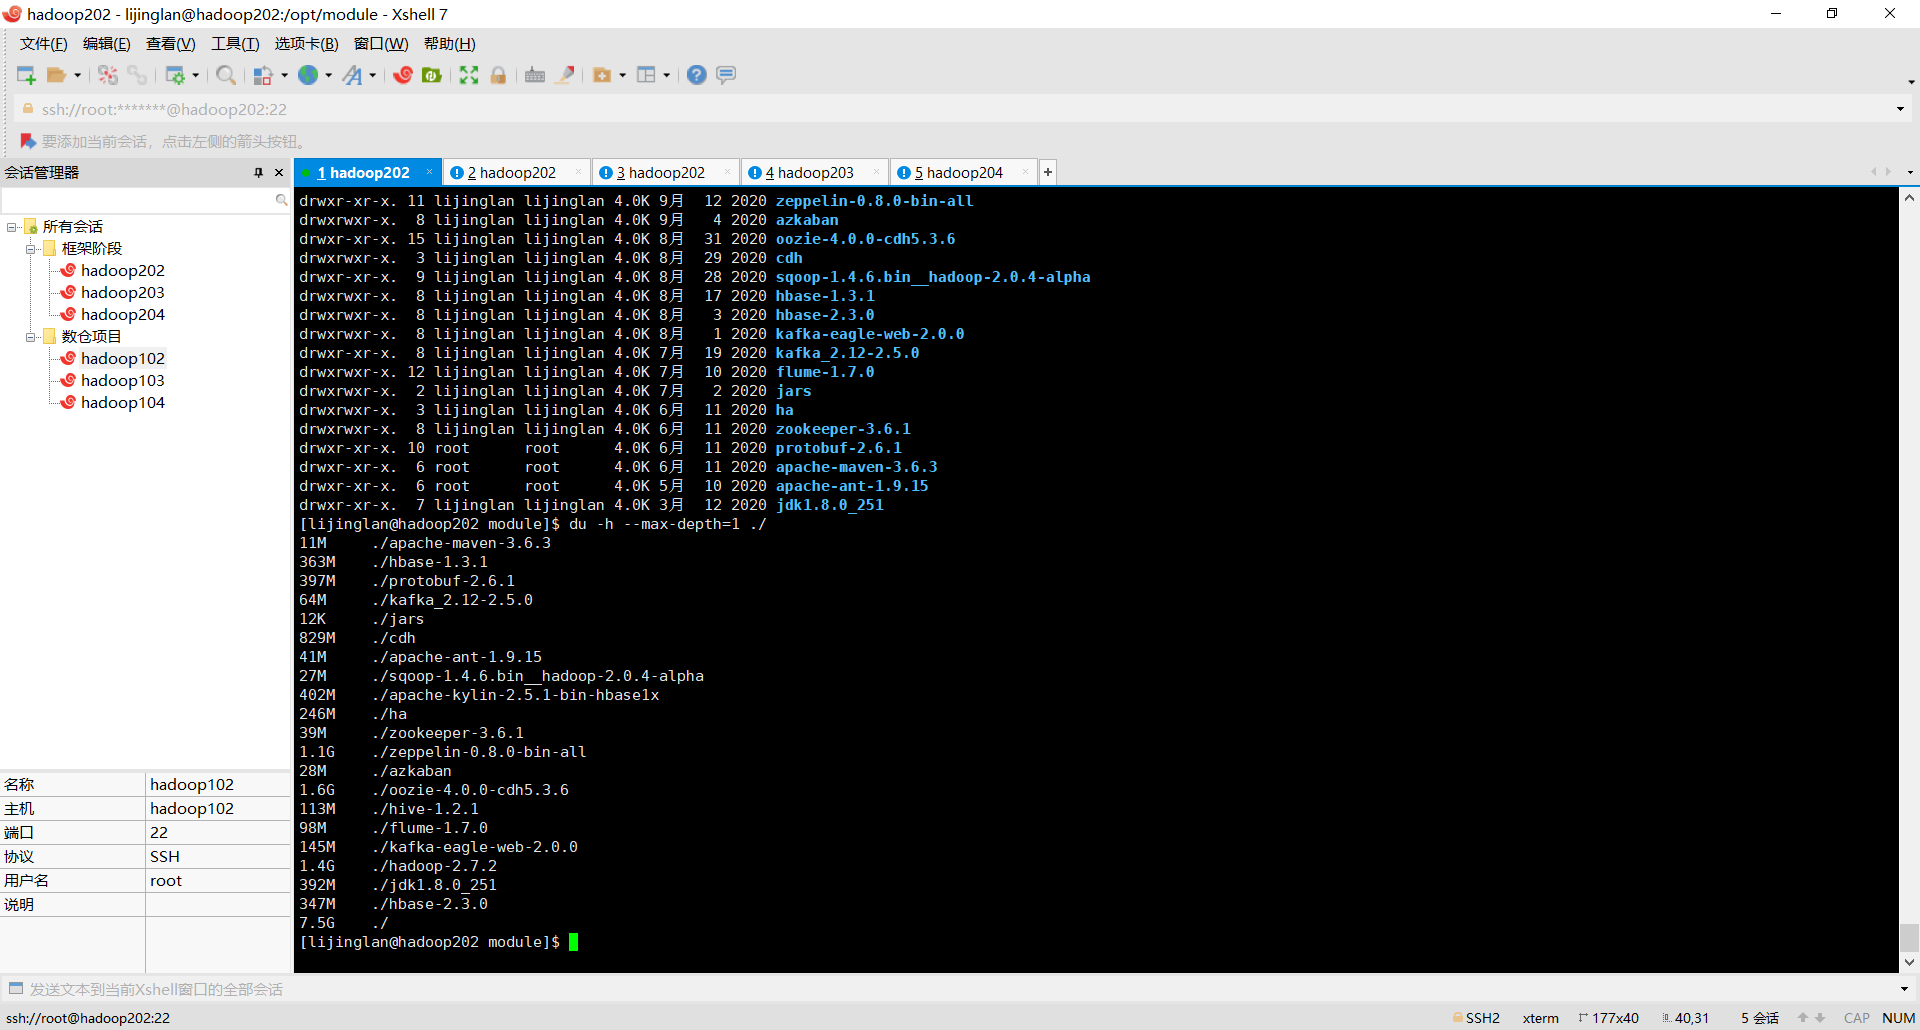 hadoop202 - lijinglan@hadoop202:/opt/module - Xshell 7
文件(F) 编辑(E) 查看(V) 工具(T) 选项卡(B) 窗口(W) 帮助(H)
ssh://root:*******@hadoop202:22
要添加当前会话，点击左侧的箭头按钮。
会话管理器
1 hadoop202 × 2 hadoop202 × 3 hadoop202 × 4 hadoop203 × 5 hadoop204 × +
所有会话
框架阶段
hadoop202
hadoop203
hadoop204
数仓项目
hadoop102
hadoop103
hadoop104
名称 hadoop102
主机 hadoop102
端口 22
协议 SSH
用户名 root
说明
drwxr-xr-x. 11 lijinglan lijinglan 4.0K 9月  12 2020 zeppelin-0.8.0-bin-all
drwxrwxr-x.  8 lijinglan lijinglan 4.0K 9月   4 2020 azkaban
drwxr-xr-x. 15 lijinglan lijinglan 4.0K 8月  31 2020 oozie-4.0.0-cdh5.3.6
drwxrwxr-x.  3 lijinglan lijinglan 4.0K 8月  29 2020 cdh
drwxr-xr-x.  9 lijinglan lijinglan 4.0K 8月  28 2020 sqoop-1.4.6.bin__hadoop-2.0.4-alpha
drwxrwxr-x.  8 lijinglan lijinglan 4.0K 8月  17 2020 hbase-1.3.1
drwxrwxr-x.  8 lijinglan lijinglan 4.0K 8月   3 2020 hbase-2.3.0
drwxrwxr-x.  8 lijinglan lijinglan 4.0K 8月   1 2020 kafka-eagle-web-2.0.0
drwxr-xr-x.  8 lijinglan lijinglan 4.0K 7月  19 2020 kafka_2.12-2.5.0
drwxrwxr-x. 12 lijinglan lijinglan 4.0K 7月  10 2020 flume-1.7.0
drwxrwxr-x.  2 lijinglan lijinglan 4.0K 7月   2 2020 jars
drwxrwxr-x.  3 lijinglan lijinglan 4.0K 6月  11 2020 ha
drwxrwxr-x.  8 lijinglan lijinglan 4.0K 6月  11 2020 zookeeper-3.6.1
drwxr-xr-x. 10 root      root      4.0K 6月  11 2020 protobuf-2.6.1
drwxr-xr-x.  6 root      root      4.0K 6月  11 2020 apache-maven-3.6.3
drwxr-xr-x.  6 root      root      4.0K 5月  10 2020 apache-ant-1.9.15
drwxr-xr-x.  7 lijinglan lijinglan 4.0K 3月  12 2020 jdk1.8.0_251
[lijinglan@hadoop202 module]$ du -h --max-depth=1 ./
11M     ./apache-maven-3.6.3
363M    ./hbase-1.3.1
397M    ./protobuf-2.6.1
64M     ./kafka_2.12-2.5.0
12K     ./jars
829M    ./cdh
41M     ./apache-ant-1.9.15
27M     ./sqoop-1.4.6.bin__hadoop-2.0.4-alpha
402M    ./apache-kylin-2.5.1-bin-hbase1x
246M    ./ha
39M     ./zookeeper-3.6.1
1.1G    ./zeppelin-0.8.0-bin-all
28M     ./azkaban
1.6G    ./oozie-4.0.0-cdh5.3.6
113M    ./hive-1.2.1
98M     ./flume-1.7.0
145M    ./kafka-eagle-web-2.0.0
1.4G    ./hadoop-2.7.2
392M    ./jdk1.8.0_251
347M    ./hbase-2.3.0
7.5G    ./
[lijinglan@hadoop202 module]$
发送文本到当前Xshell窗口的全部会话
ssh://root@hadoop202:22 SSH2 xterm 177x40 40,31 5 会话 CAP NUM